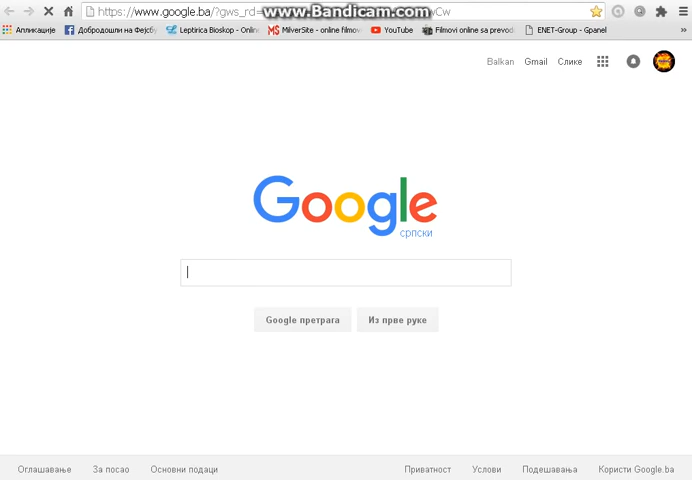 https://www.google.ba/?gws_rd=
www.Bandicam.com
Апликације Добродошли на Фејсбу Leptirica Bioskop - Onlin MilverSite - online filmov YouTube Filmovi online sa prevodo ENET-Group - Gpanel »
Balkan Gmail Слике
Google
српски
Google претрага Из прве руке
Оглашавање За посао Основни подаци Приватност Услови Подешавања Користи Google.ba